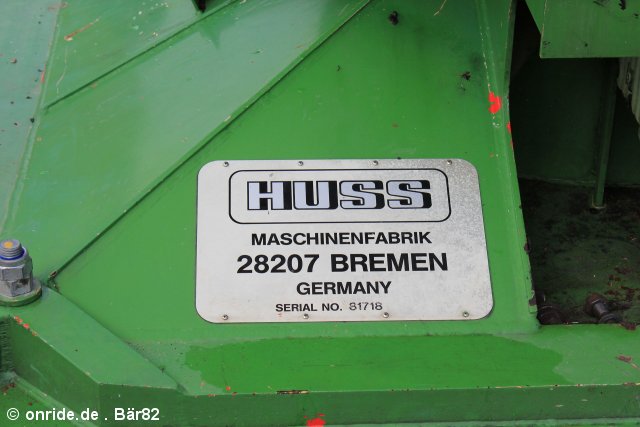 HUSS
MASCHINENFABRIK
28207 BREMEN
GERMANY
SERIAL NO. 81718
© onride.de . Bär82